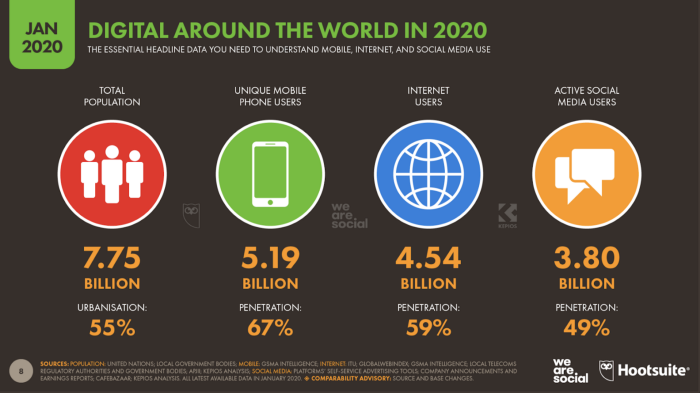 JAN
2020
DIGITAL AROUND THE WORLD IN 2020
THE ESSENTIAL HEADLINE DATA YOU NEED TO UNDERSTAND MOBILE, INTERNET, AND SOCIAL MEDIA USE
TOTAL
POPULATION
UNIQUE MOBILE
PHONE USERS
INTERNET
USERS
ACTIVE SOCIAL
MEDIA USERS
we
are
social
KEPIOS
7.75
BILLION
5.19
BILLION
4.54
BILLION
3.80
BILLION
URBANISATION:
55%
PENETRATION:
67%
PENETRATION:
59%
PENETRATION:
49%
8
SOURCES: POPULATION: UNITED NATIONS; LOCAL GOVERNMENT BODIES; MOBILE: GSMA INTELLIGENCE; INTERNET: ITU; GLOBALWEBINDEX; GSMA INTELLIGENCE; LOCAL TELECOMS
REGULATORY AUTHORITIES AND GOVERNMENT BODIES; APJII; KEPIOS ANALYSIS; SOCIAL MEDIA: PLATFORMS' SELF-SERVICE ADVERTISING TOOLS; COMPANY ANNOUNCEMENTS AND
EARNINGS REPORTS; CAFEBAZAAR; KEPIOS ANALYSIS. ALL LATEST AVAILABLE DATA IN JANUARY 2020. COMPARABILITY ADVISORY: SOURCE AND BASE CHANGES.
we
are
social
Hootsuite®